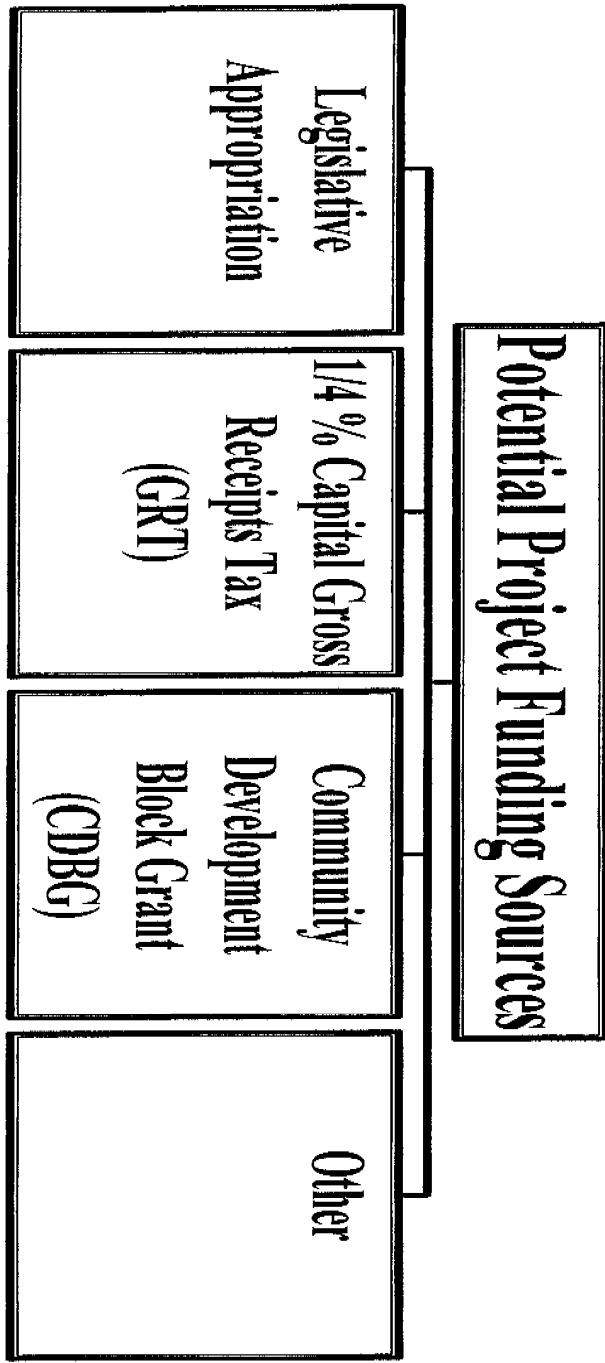 Potential Project Funding Sources
Legislative
Appropriation
1/4 % Capital Gross
Receipts Tax
(GRT)
Community
Development
Block Grant
(CDBG)
Other